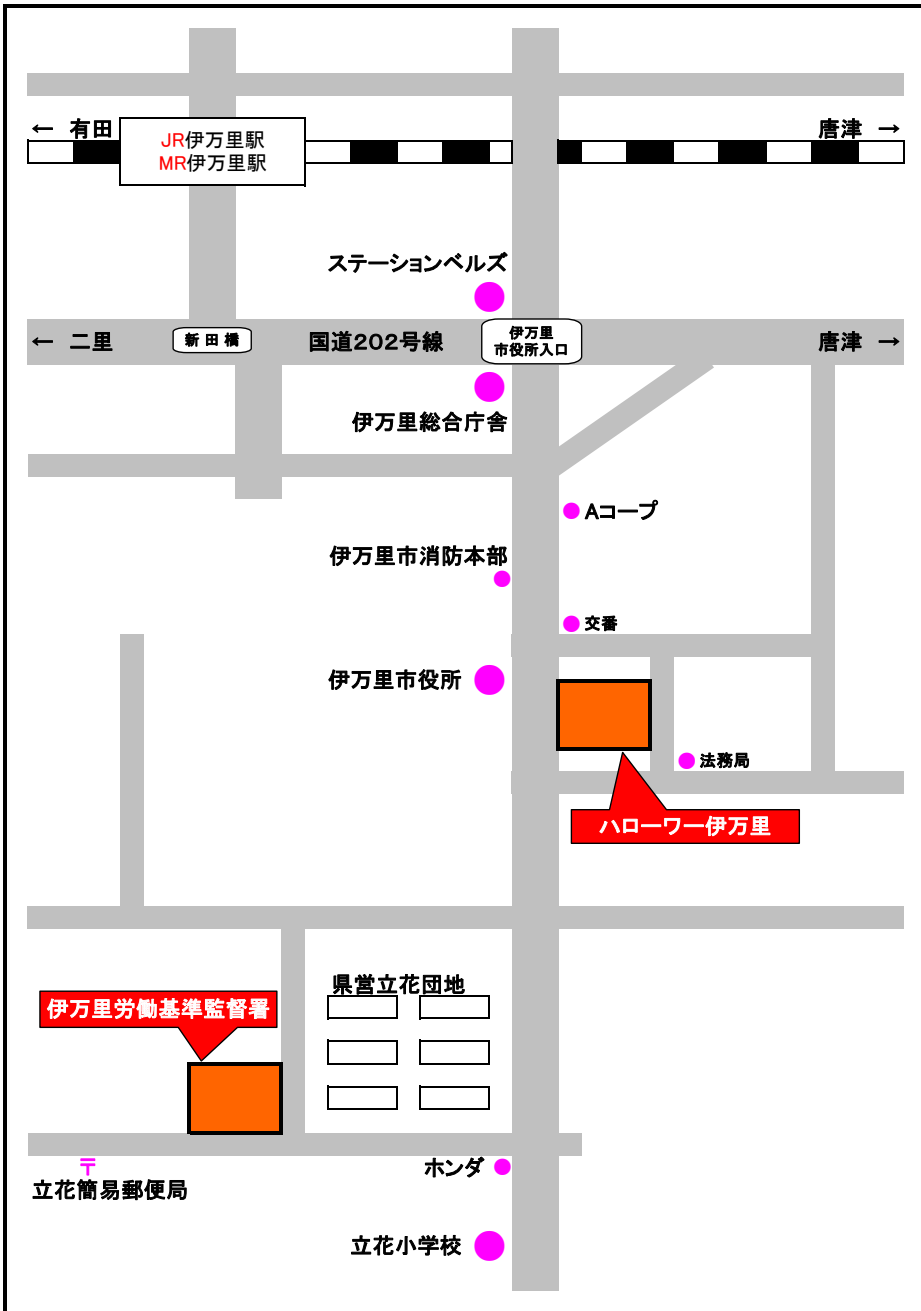 ← 有田
唐津 →
JR伊万里駅
MR伊万里駅
ステーションベルズ
← 二里
新田橋
国道202号線
伊万里
市役所入口
唐津 →
伊万里総合庁舎
Aコープ
伊万里市消防本部
交番
伊万里市役所
法務局
ハローワー伊万里
県営立花団地
伊万里労働基準監督署
〒
ホンダ
立花簡易郵便局
立花小学校